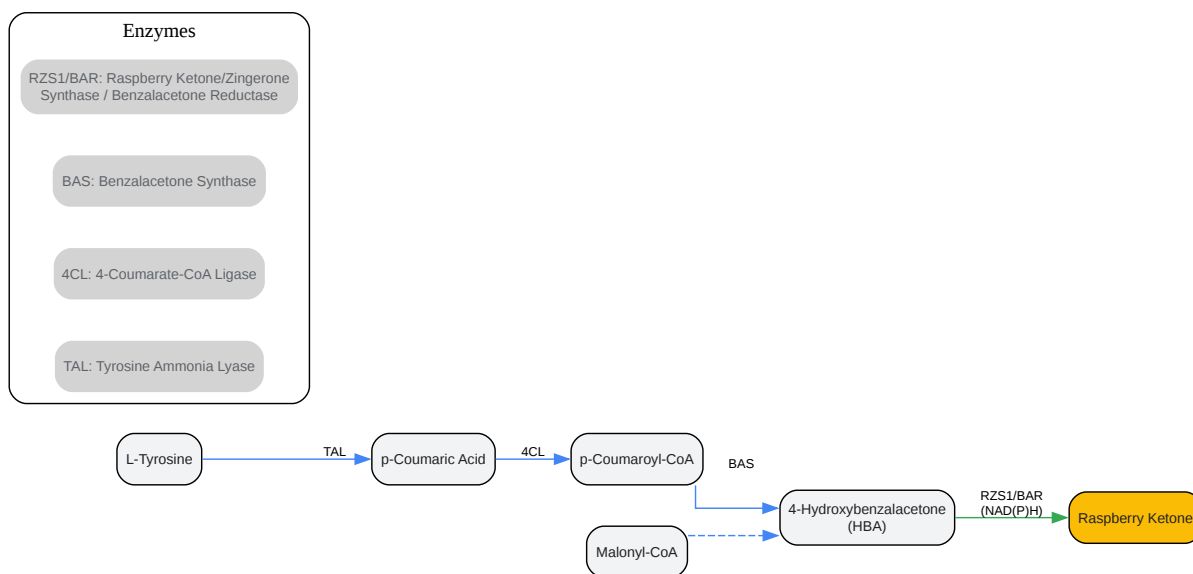 Enzymes
RZS1/BAR: Raspberry Ketone/Zingerone
Synthase / Benzalacetone Reductase
BAS: Benzalacetone Synthase
4CL: 4-Coumarate-CoA Ligase
TAL: Tyrosine Ammonia Lyase
L-Tyrosine
TAL
p-Coumaric Acid
4CL
p-Coumaroyl-CoA
BAS
Malonyl-CoA
4-Hydroxybenzalacetone
(HBA)
RZS1/BAR
(NAD(P)H)
Raspberry Ketone